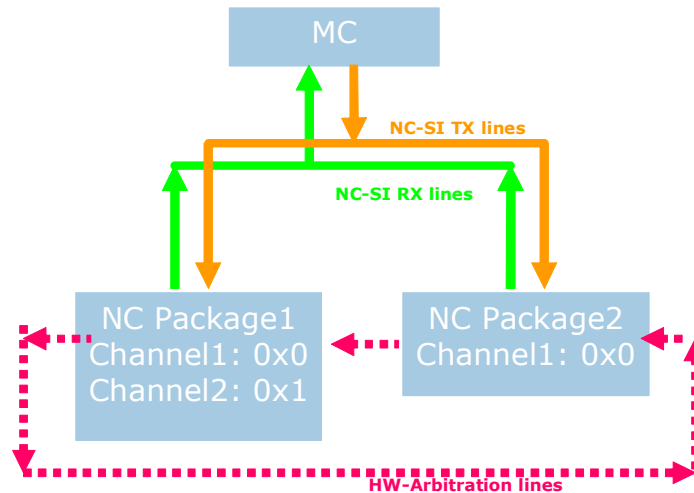 MC
NC-SI TX lines
NC-SI RX lines
NC Package1
Channel1: 0x0
Channel2: 0x1
NC Package2
Channel1: 0x0
HW-Arbitration lines